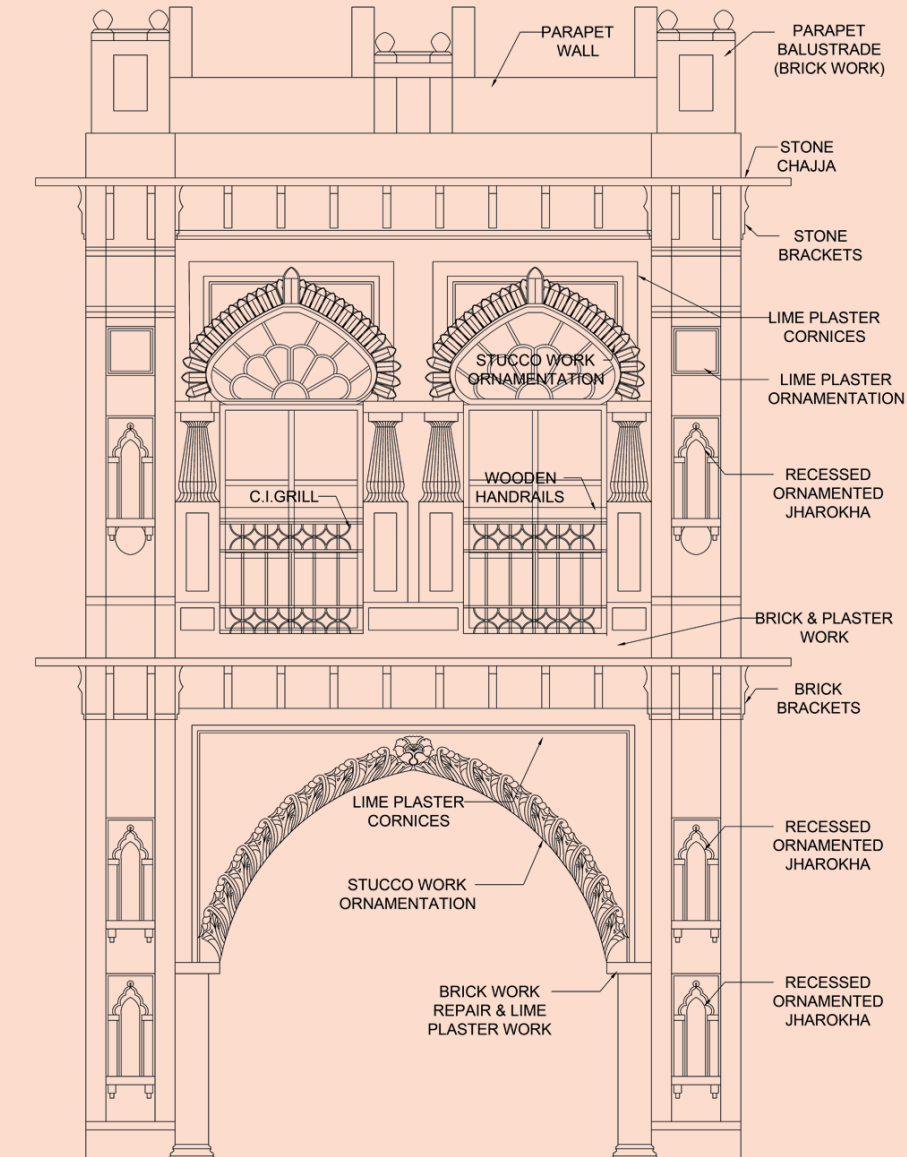 PARAPET
WALL
PARAPET
BALUSTRADE
(BRICK WORK)
STONE
CHAJJA
STONE
BRACKETS
LIME PLASTER
CORNICES
STUCCO WORK
ORNAMENTATION
LIME PLASTER
ORNAMENTATION
C.I.GRILL
WOODEN
HANDRAILS
RECESSED
ORNAMENTED
JHAROKHA
BRICK & PLASTER
WORK
BRICK
BRACKETS
LIME PLASTER
CORNICES
RECESSED
ORNAMENTED
JHAROKHA
STUCCO WORK
ORNAMENTATION
BRICK WORK
REPAIR & LIME
PLASTER WORK
RECESSED
ORNAMENTED
JHAROKHA